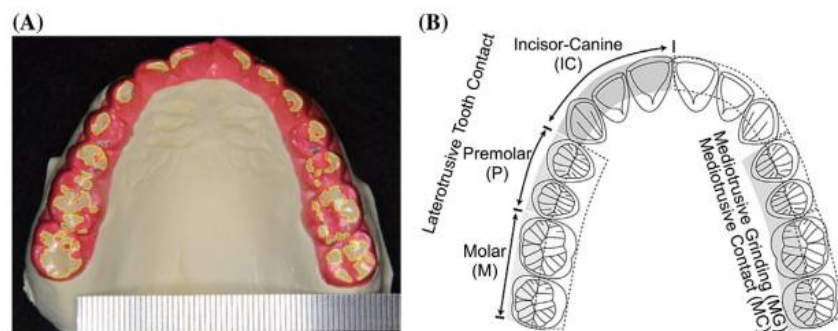 (A)
(B)
Incisor-Canine
(IC)
Laterotrusive Tooth Contact
Premolar
(P)
Molar
(M)
Mediotrusive Grinding (MG)
Mediotrusive Contact (MC)